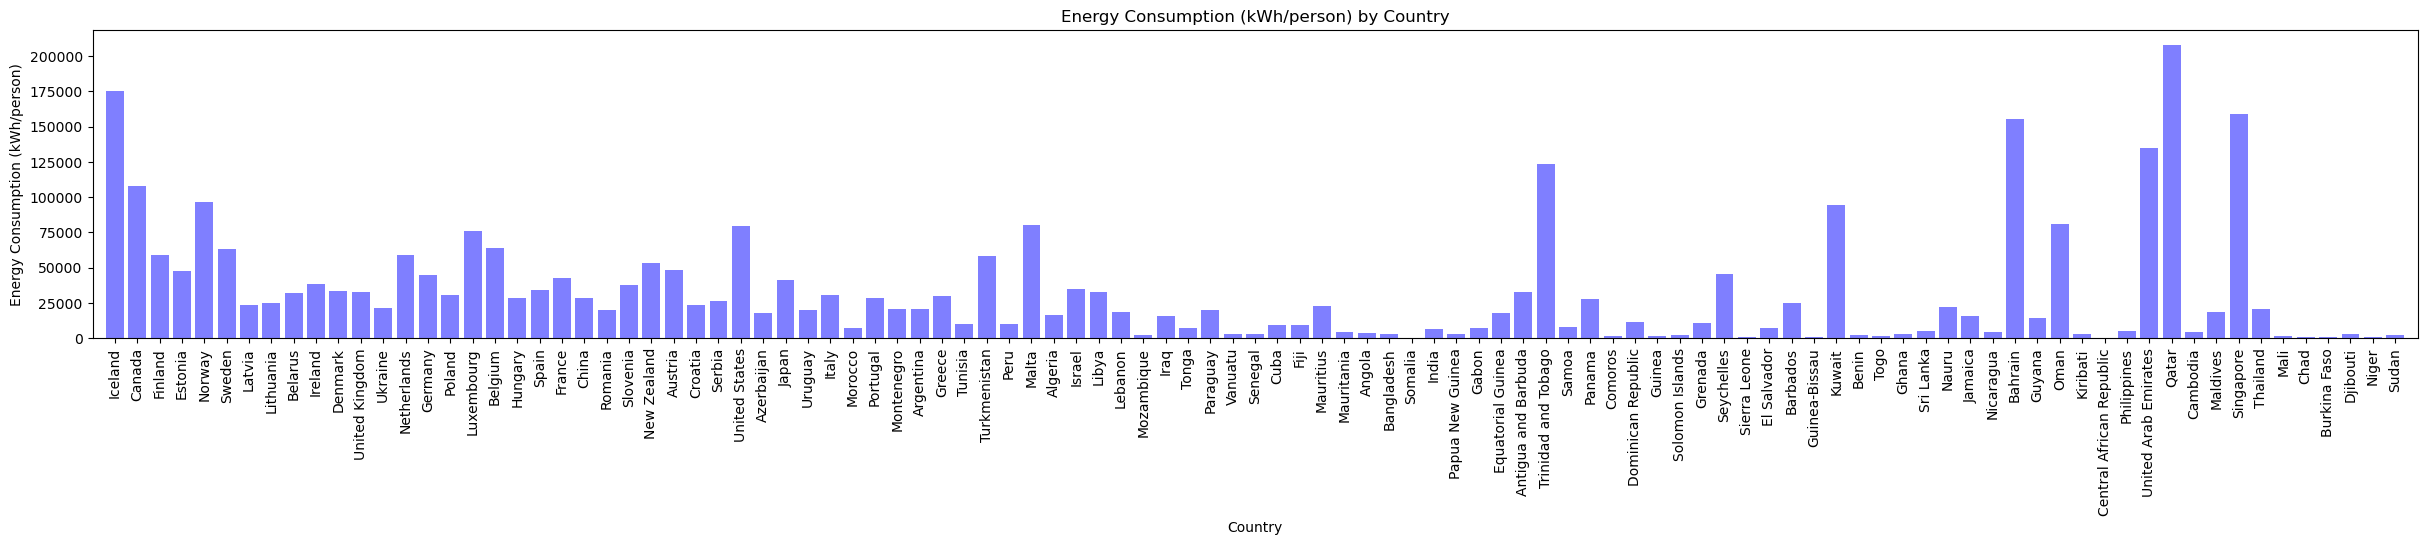 Energy Consumption (kWh/person) by Country
Energy Consumption (kWh/person)
200000
175000
150000
125000
100000
75000
50000
25000
0
Iceland
Canada
Finland
Estonia
Norway
Sweden
Latvia
Lithuania
Belarus
Ireland
Denmark
United Kingdom
Ukraine
Netherlands
Germany
Poland
Luxembourg
Belgium
Hungary
Spain
France
China
Romania
Slovenia
New Zealand
Austria
Croatia
Serbia
United States
Azerbaijan
Japan
Uruguay
Italy
Morocco
Portugal
Montenegro
Argentina
Greece
Tunisia
Turkmenistan
Peru
Malta
Algeria
Israel
Libya
Lebanon
Mozambique
Iraq
Tonga
Paraguay
Vanuatu
Senegal
Cuba
Fiji
Mauritius
Mauritania
Angola
Bangladesh
Somalia
India
Papua New Guinea
Gabon
Equatorial Guinea
Antigua and Barbuda
Trinidad and Tobago
Samoa
Panama
Comoros
Dominican Republic
Guinea
Solomon Islands
Grenada
Seychelles
Sierra Leone
El Salvador
Barbados
Guinea-Bissau
Kuwait
Benin
Togo
Ghana
Sri Lanka
Nauru
Jamaica
Nicaragua
Bahrain
Guyana
Oman
Kiribati
Central African Republic
Philippines
United Arab Emirates
Qatar
Cambodia
Maldives
Singapore
Thailand
Mali
Chad
Burkina Faso
Djibouti
Niger
Sudan
Country